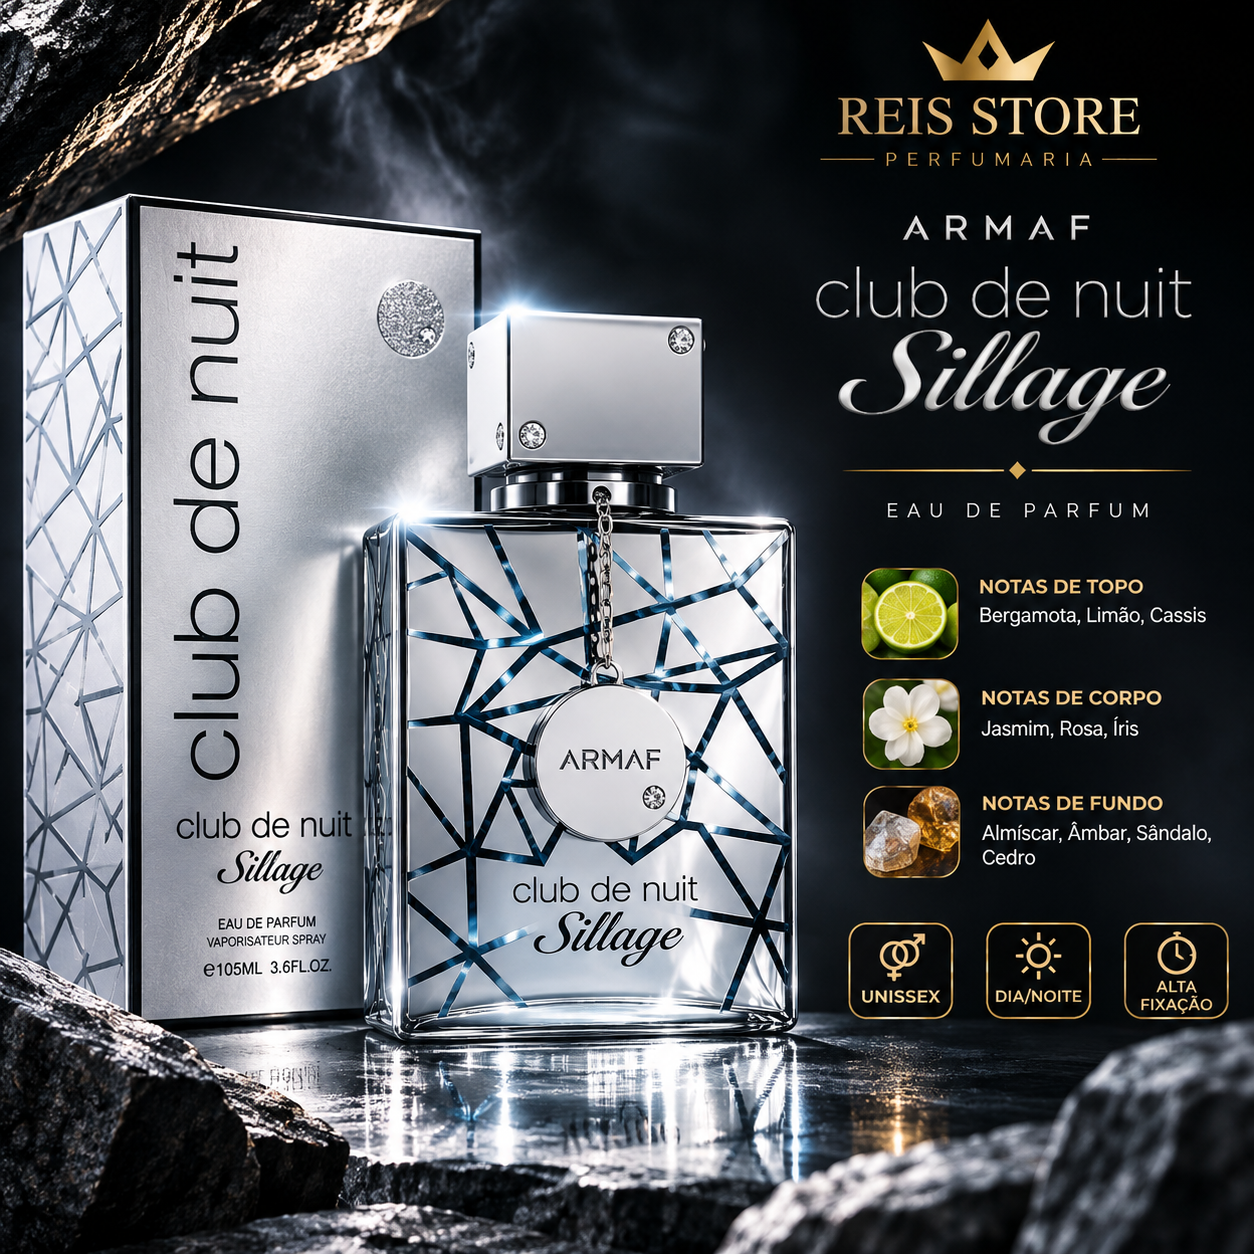 REIS STORE
PERFUMARIA
ARMAF
club de nuit
Sillage
EAU DE PARFUM
NOTAS DE TOPO
Bergamota, Limão, Cassis
NOTAS DE CORPO
Jasmim, Rosa, Íris
NOTAS DE FUNDO
Almíscar, Âmbar, Sândalo,
Cedro
UNISSEX
DIA/NOITE
ALTA
FIXAÇÃO
club de nuit
club de nuit
Sillage
EAU DE PARFUM
VAPORISATEUR SPRAY
℮105ML 3.6FL.OZ.
ARMAF
club de nuit
Sillage